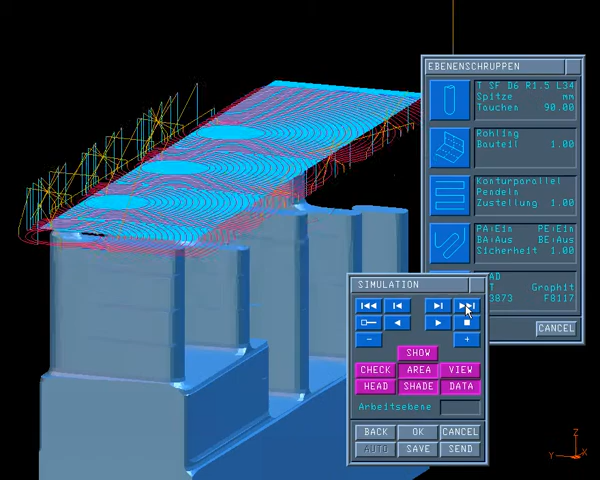 EBENENSCHRUPPEN
T SF D6 R1.5 L34
Spitze mm
Tauchen 90.00
Rohling
Bauteil 1.00
Konturparallel
Pendeln
Zustellung 1.00
PA:Ein PE:Ein
BA:Aus BE:Aus
Sicherheit 1.00
Graphit
3873 F8117
CANCEL
SIMULATION
SHOW
CHECK AREA VIEW
HEAD SHADE DATA
Arbeitsebene
BACK OK CANCEL
AUTO SAVE SEND
Z
Y X